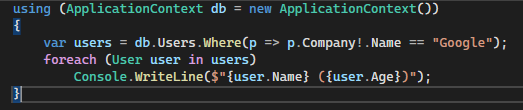 using (ApplicationContext db = new ApplicationContext())
{
    var users = db.Users.Where(p => p.Company!.Name == "Google");
    foreach (User user in users)
        Console.WriteLine($"{user.Name} ({user.Age})");
}